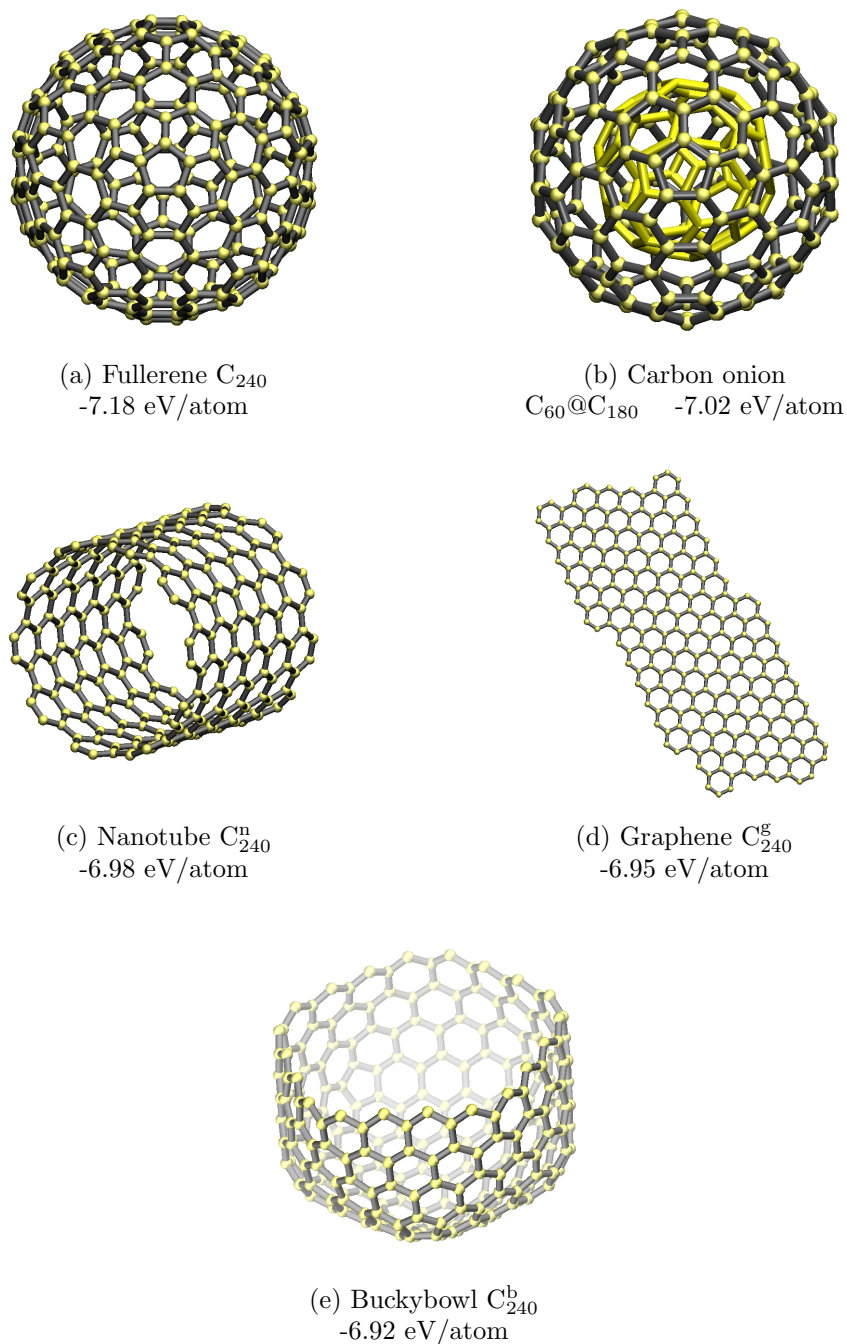 (a) Fullerene C₂₄₀
-7.18 eV/atom
(b) Carbon onion
C₆₀@C₁₈₀ -7.02 eV/atom
(c) Nanotube Cⁿ₂₄₀
-6.98 eV/atom
(d) Graphene Cᵍ₂₄₀
-6.95 eV/atom
(e) Buckybowl Cᵇ₂₄₀
-6.92 eV/atom